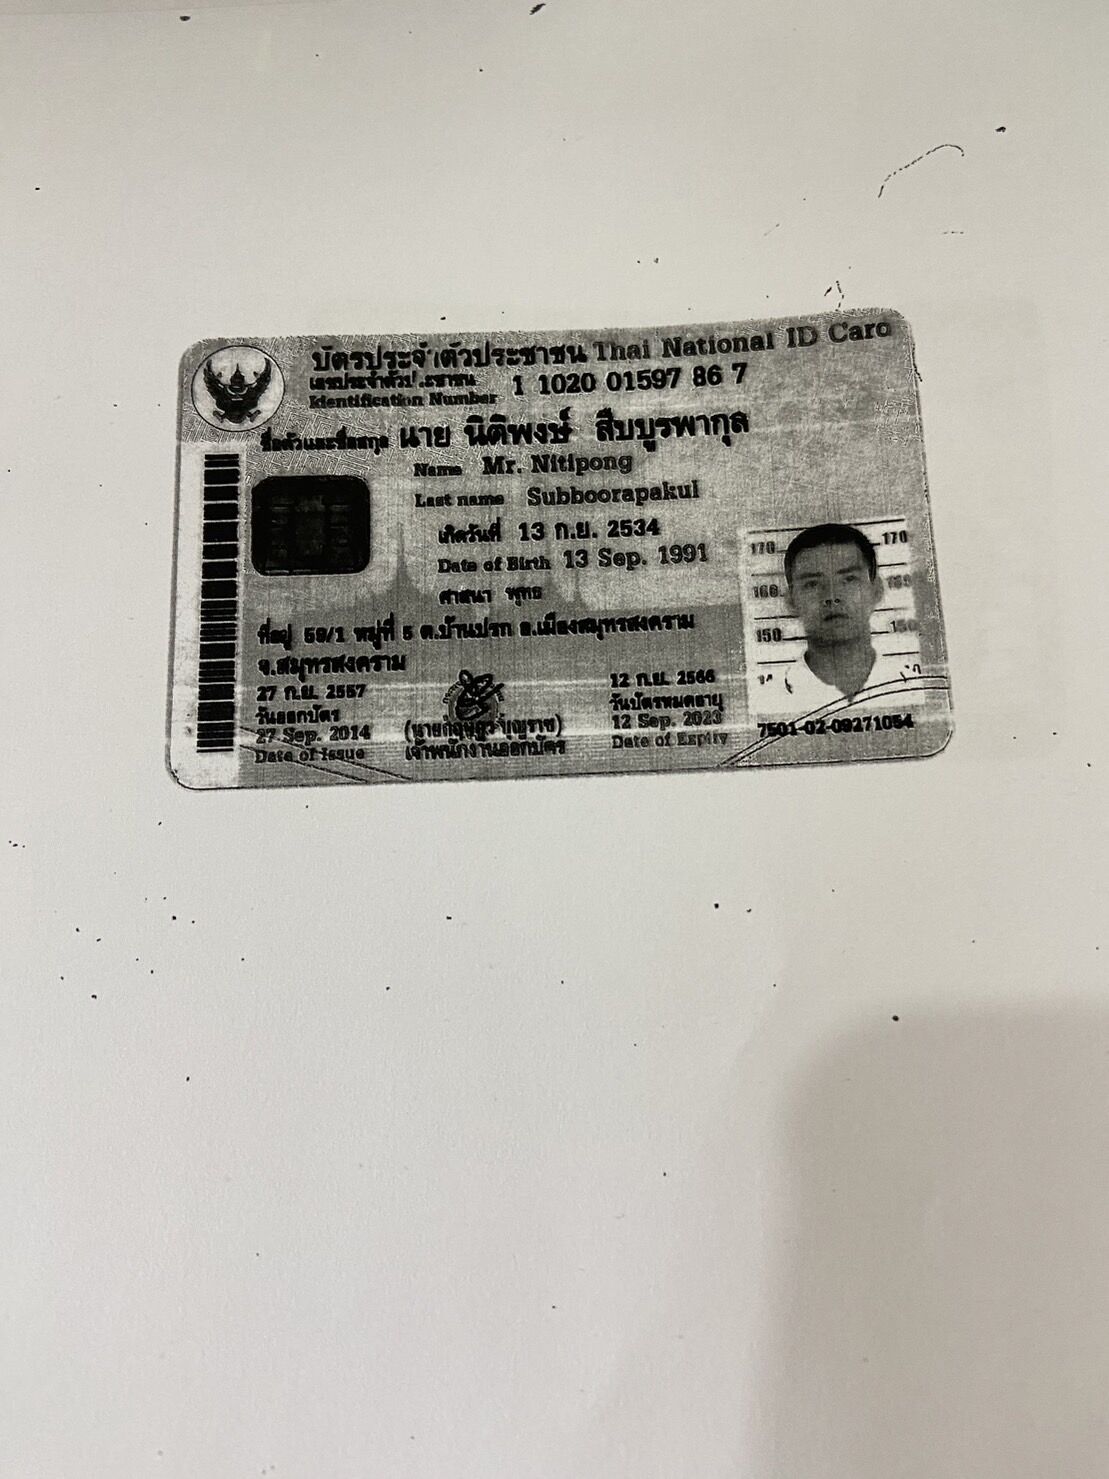 บัตรประจำตัวประชาชน Thai National ID Card
เลขประจำตัวประชาชน 1 1020 01597 86 7
Identification Number
ชื่อตัวและชื่อสกุล นาย นิติพงษ์ สืบบูรพากุล
Name Mr. Nitipong
Last name Subboorapakul
เกิดวันที่ 13 ก.ย. 2534
Date of Birth 13 Sep. 1991
ศาสนา พุทธ
ที่อยู่ 59/1 หมู่ที่ 5 ต.บ้านปรก อ.เมืองสมุทรสงคราม
จ.สมุทรสงคราม
27 ก.ย. 2557
วันออกบัตร
27 Sep. 2014
Date of Issue
เจ้าพนักงานออกบัตร
12 ก.ย. 2566
วันบัตรหมดอายุ
12 Sep. 2023
Date of Expiry
170 170
160 160
150 150
7501-02-09271054